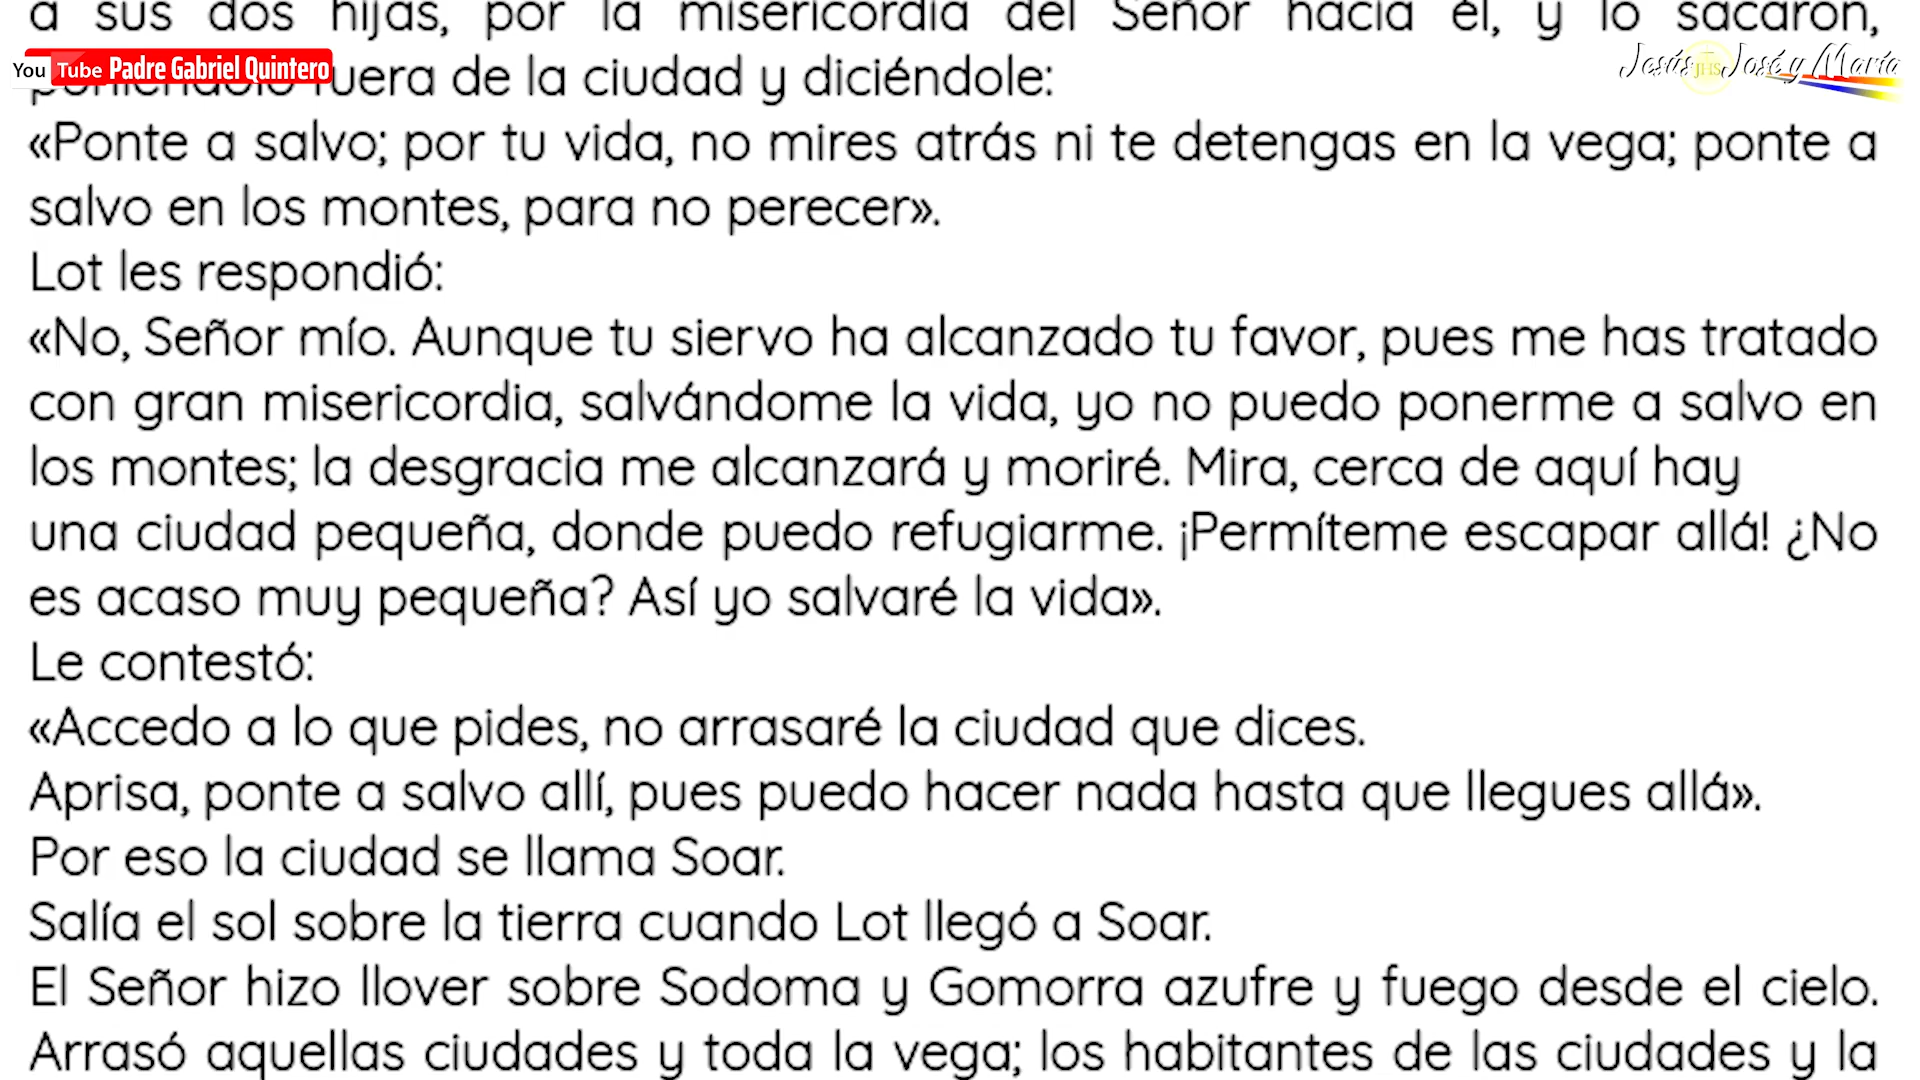 a sus dos hijas, por la misericordia del Señor hacia él, y lo sacaron,
You Tube Padre Gabriel Quintero
Jesús JHS José y María
poniéndolo fuera de la ciudad y diciéndole:
«Ponte a salvo; por tu vida, no mires atrás ni te detengas en la vega; ponte a
salvo en los montes, para no perecer».
Lot les respondió:
«No, Señor mío. Aunque tu siervo ha alcanzado tu favor, pues me has tratado
con gran misericordia, salvándome la vida, yo no puedo ponerme a salvo en
los montes; la desgracia me alcanzará y moriré. Mira, cerca de aquí hay
una ciudad pequeña, donde puedo refugiarme. ¡Permíteme escapar allá! ¿No
es acaso muy pequeña? Así yo salvaré la vida».
Le contestó:
«Accedo a lo que pides, no arrasaré la ciudad que dices.
Aprisa, ponte a salvo allí, pues puedo hacer nada hasta que llegues allá».
Por eso la ciudad se llama Soar.
Salía el sol sobre la tierra cuando Lot llegó a Soar.
El Señor hizo llover sobre Sodoma y Gomorra azufre y fuego desde el cielo.
Arrasó aquellas ciudades y toda la vega; los habitantes de las ciudades y la